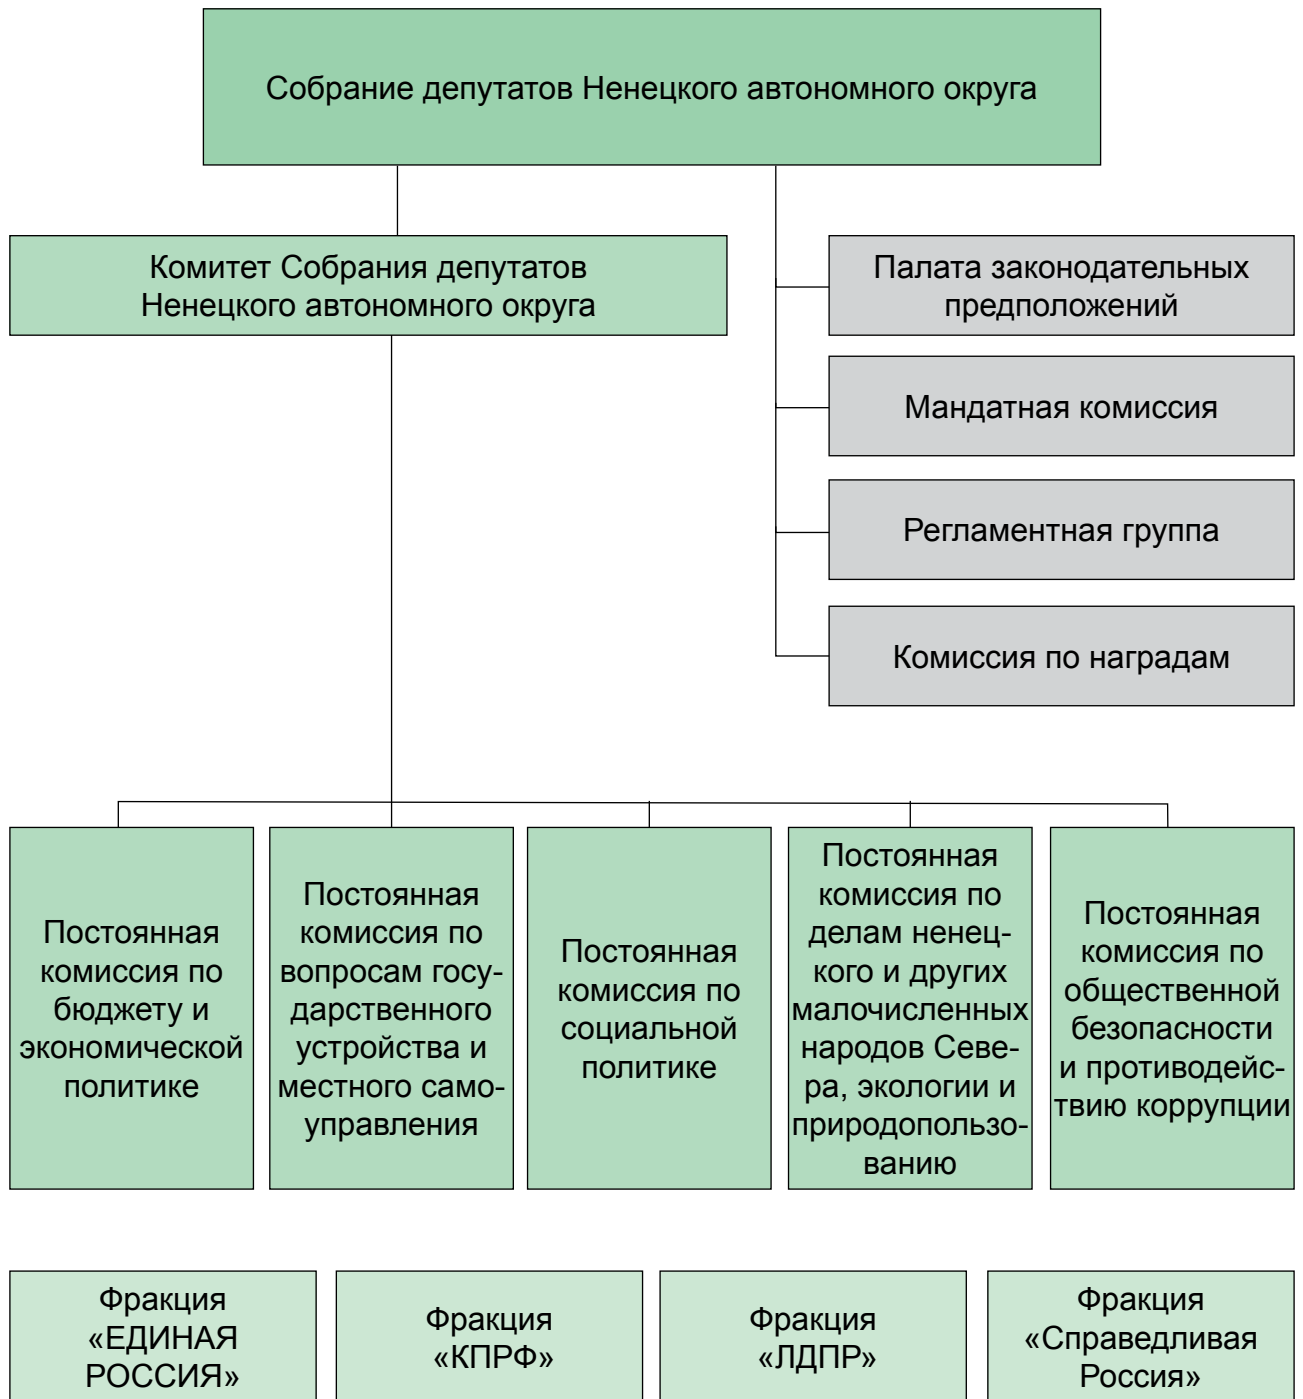 Собрание депутатов Ненецкого автономного округа
Комитет Собрания депутатов
Ненецкого автономного округа
Палата законодательных
предположений
Мандатная комиссия
Регламентная группа
Комиссия по наградам
Постоянная
комиссия по
бюджету и
экономической
политике
Постоянная
комиссия по
вопросам госу-
дарственного
устройства и
местного само-
управления
Постоянная
комиссия по
социальной
политике
Постоянная
комиссия по
делам ненец-
кого и других
малочисленных
народов Севе-
ра, экологии и
природопользо-
ванию
Постоянная
комиссия по
общественной
безопасности
и противодейс-
твию коррупции
Фракция
«ЕДИНАЯ
РОССИЯ»
Фракция
«КПРФ»
Фракция
«ЛДПР»
Фракция
«Справедливая
Россия»